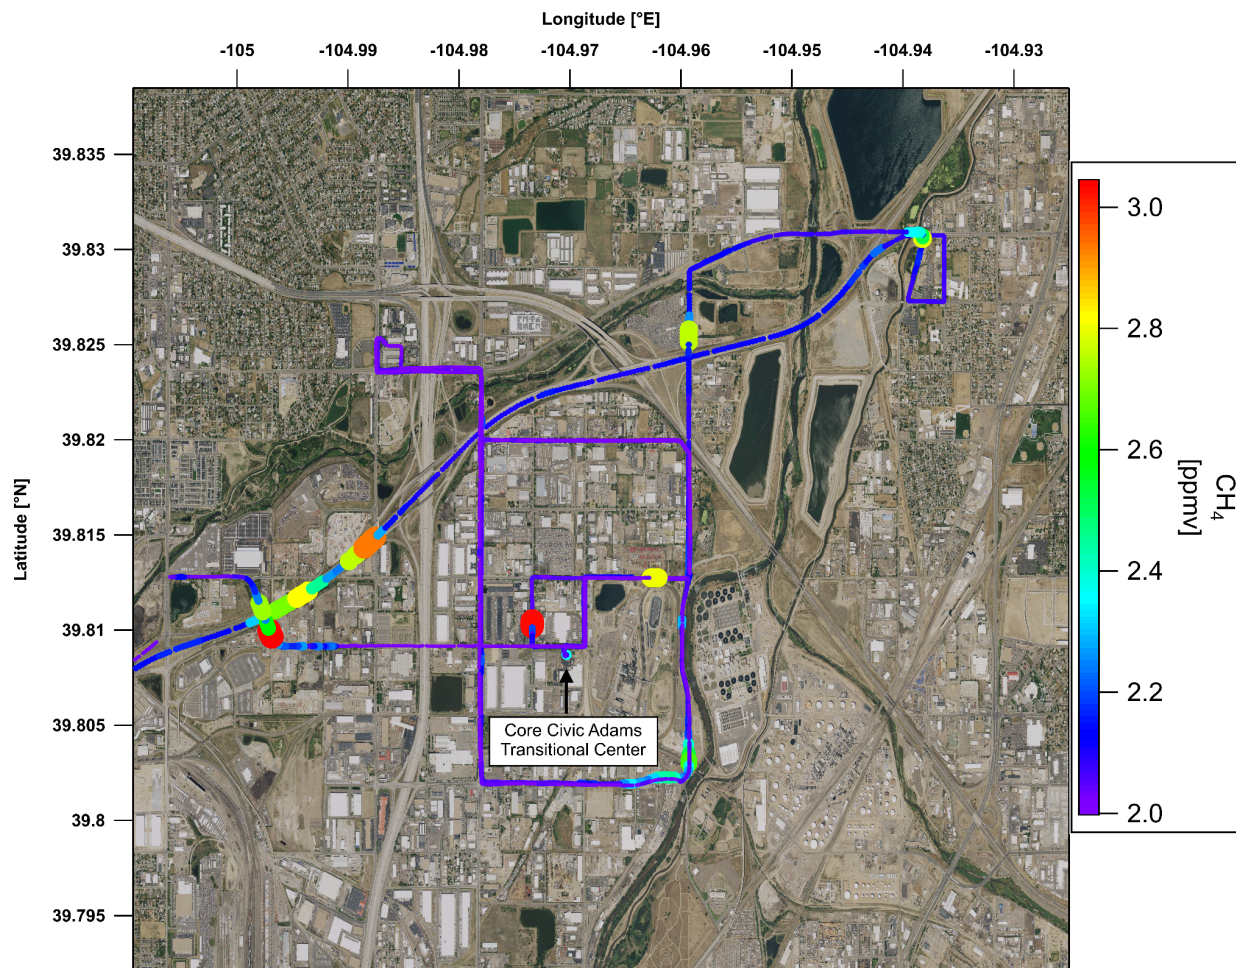 Longitude [°E]
-105 -104.99 -104.98 -104.97 -104.96 -104.95 -104.94 -104.93
39.835
39.83
39.825
39.82
39.815
39.81
39.805
39.8
39.795
Latitude [°N]
Core Civic Adams
Transitional Center
3.0
2.8
2.6
2.4
2.2
2.0
CH₄
[ppmv]